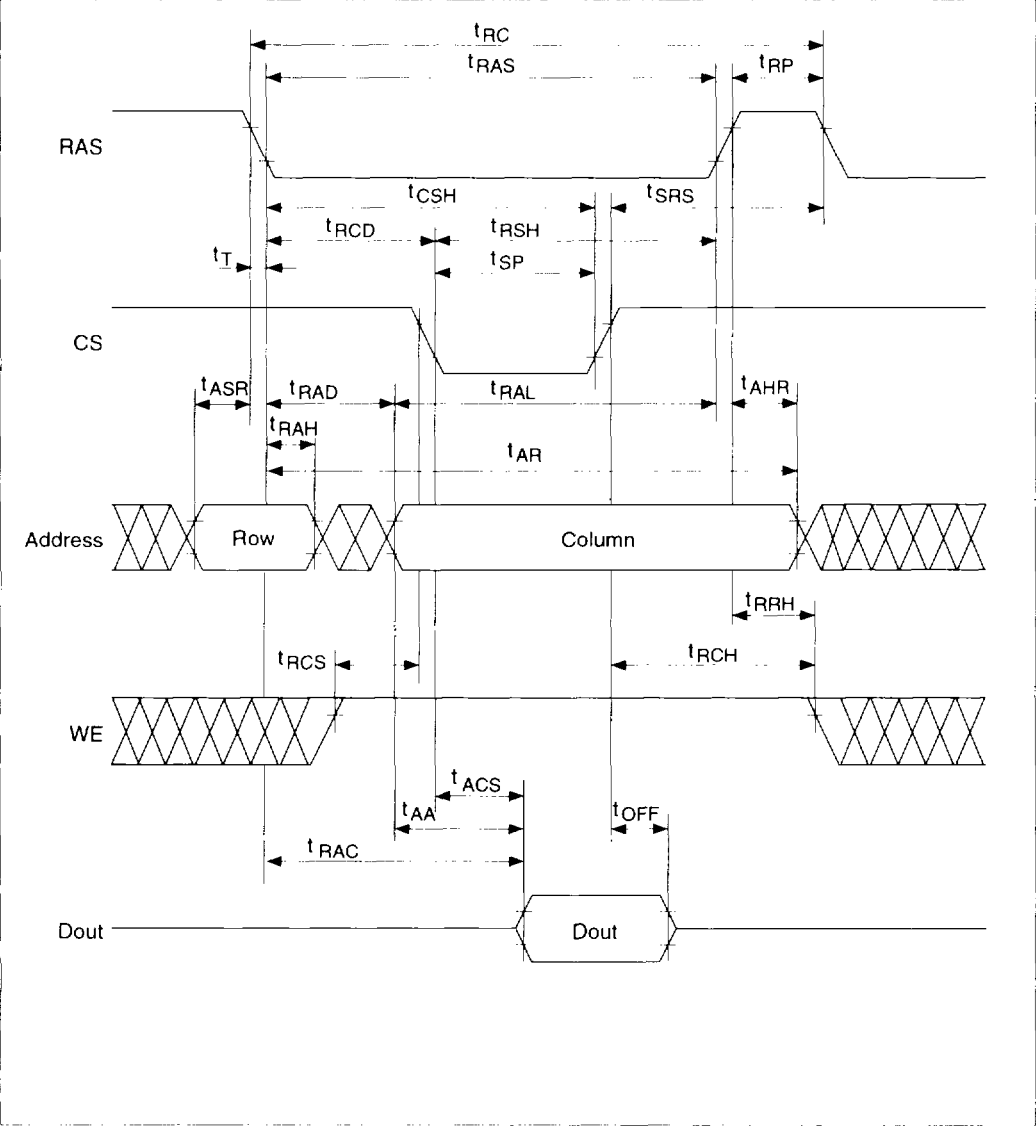 tRC
tRAS
tRP
RAS
tCSH
tSRS
tRCD
tRSH
tT
tSP
CS
tASR
tRAD
tRAL
tAHR
tRAH
tAR
Address
Row
Column
tRRH
tRCS
tRCH
WE
tACS
tAA
tOFF
tRAC
Dout
Dout